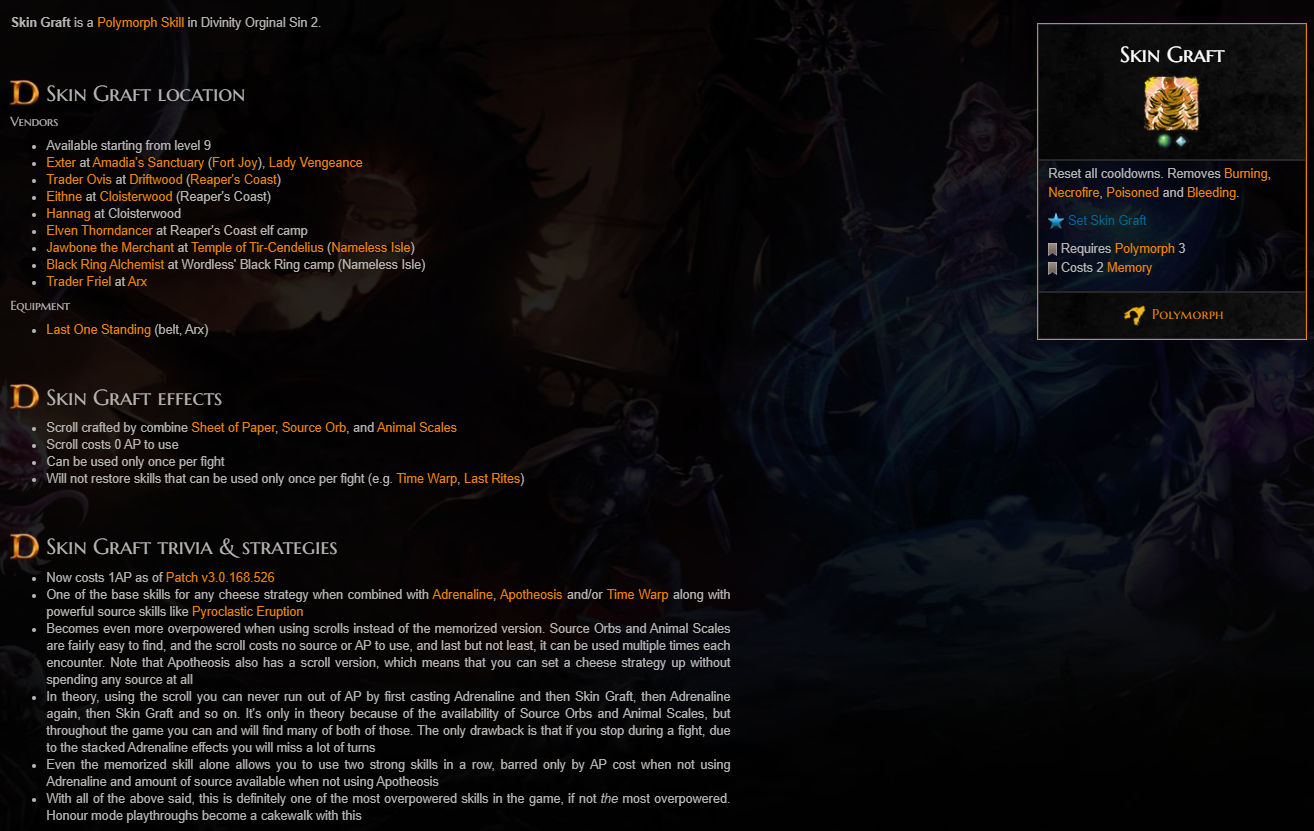 Skin Graft is a Polymorph Skill in Divinity Orginal Sin 2.
Skin Graft location
Vendors
Available starting from level 9
Exter at Amadia's Sanctuary (Fort Joy), Lady Vengeance
Trader Ovis at Driftwood (Reaper's Coast)
Eithne at Cloisterwood (Reaper's Coast)
Hannag at Cloisterwood
Elven Thorndancer at Reaper's Coast elf camp
Jawbone the Merchant at Temple of Tir-Cendelius (Nameless Isle)
Black Ring Alchemist at Wordless' Black Ring camp (Nameless Isle)
Trader Friel at Arx
Equipment
Last One Standing (belt, Arx)
Skin Graft effects
Scroll crafted by combine Sheet of Paper, Source Orb, and Animal Scales
Scroll costs 0 AP to use
Can be used only once per fight
Will not restore skills that can be used only once per fight (e.g. Time Warp, Last Rites)
Skin Graft trivia & strategies
Now costs 1AP as of Patch v3.0.168.526
One of the base skills for any cheese strategy when combined with Adrenaline, Apotheosis and/or Time Warp along with
powerful source skills like Pyroclastic Eruption
Becomes even more overpowered when using scrolls instead of the memorized version. Source Orbs and Animal Scales
are fairly easy to find, and the scroll costs no source or AP to use, and last but not least, it can be used multiple times each
encounter. Note that Apotheosis also has a scroll version, which means that you can set a cheese strategy up without
spending any source at all
In theory, using the scroll you can never run out of AP by first casting Adrenaline and then Skin Graft, then Adrenaline
again, then Skin Graft and so on. It's only in theory because of the availability of Source Orbs and Animal Scales, but
throughout the game you can and will find many of both of those. The only drawback is that if you stop during a fight, due
to the stacked Adrenaline effects you will miss a lot of turns
Even the memorized skill alone allows you to use two strong skills in a row, barred only by AP cost when not using
Adrenaline and amount of source available when not using Apotheosis
With all of the above said, this is definitely one of the most overpowered skills in the game, if not the most overpowered.
Honour mode playthroughs become a cakewalk with this
Skin Graft
Reset all cooldowns. Removes Burning,
Necrofire, Poisoned and Bleeding.
Set Skin Graft
Requires Polymorph 3
Costs 2 Memory
Polymorph